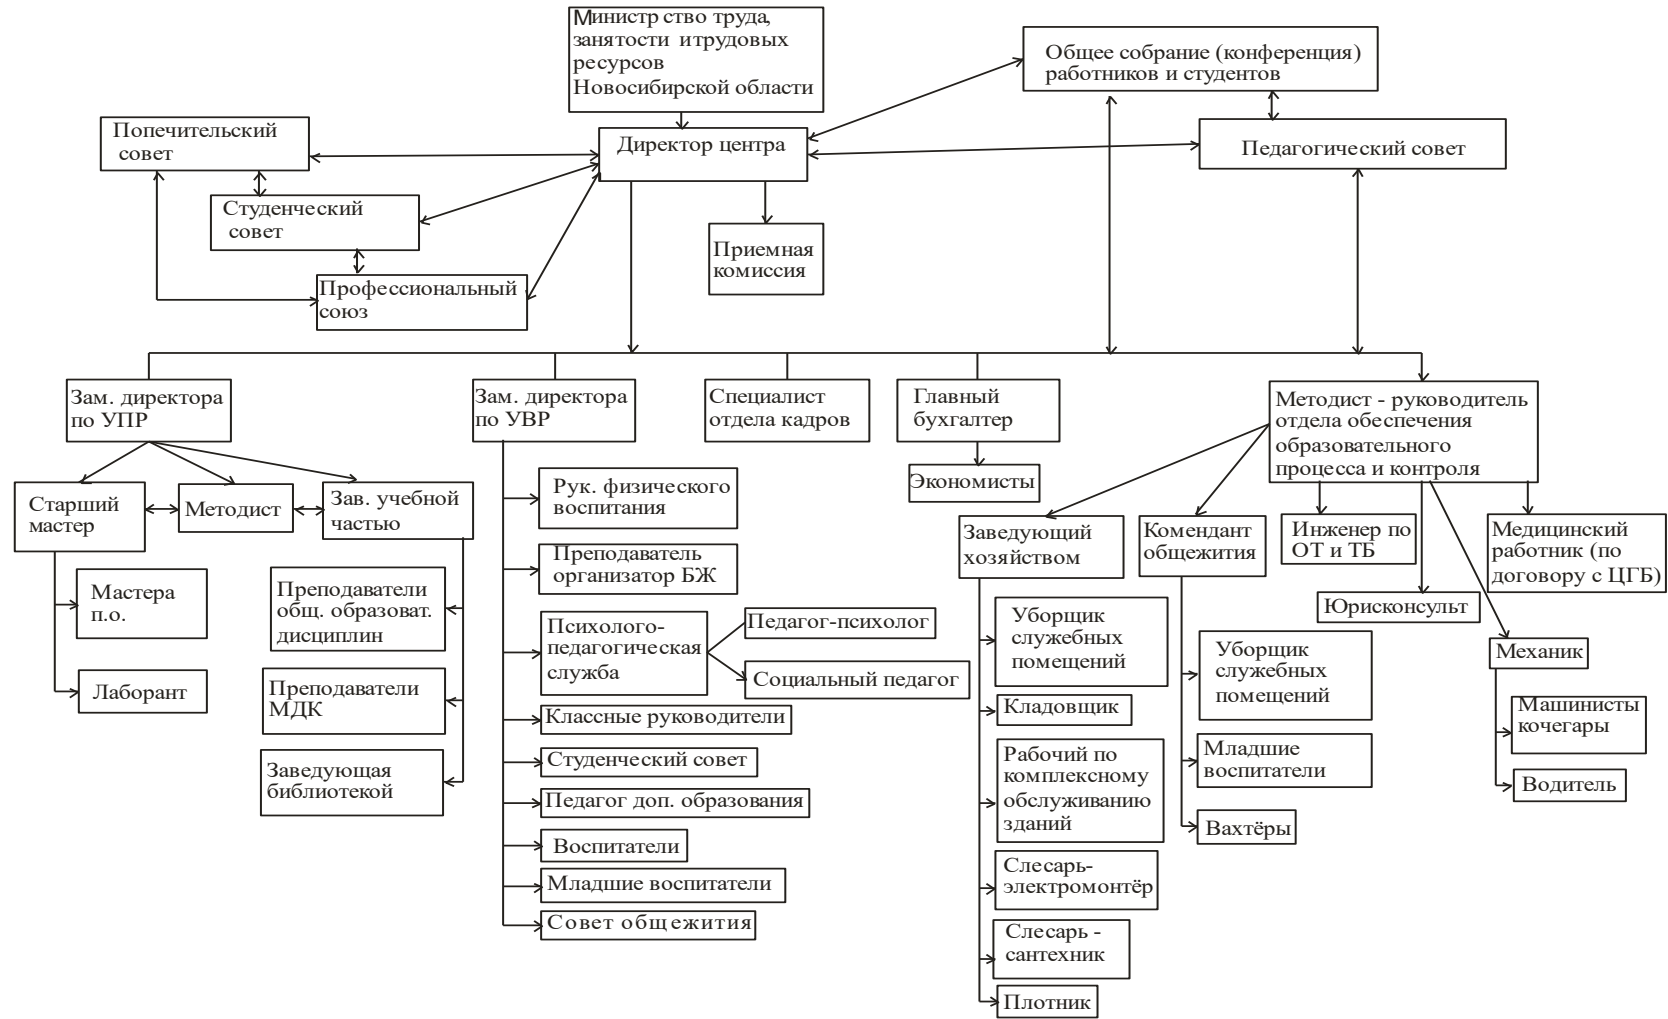 Министр ство труда,
занятости итрудовых
ресурсов
Новосибирской области
Общее собрание (конференция)
работников и студентов
Попечительский
совет
Директор центра
Педагогический совет
Студенческий
совет
Приемная
комиссия
Профессиональный
союз
Зам. директора
по УПР
Зам. директора
по УВР
Специалист
отдела кадров
Главный
бухгалтер
Методист - руководитель
отдела обеспечения
образовательного
процесса и контроля
Старший
мастер
Методист
Зав. учебной
частью
Мастера
п.о.
Лаборант
Преподаватели
общ. образоват.
дисциплин
Преподаватели
МДК
Заведующая
библиотекой
Рук. физического
воспитания
Преподаватель
организатор БЖ
Психолого-
педагогическая
служба
Педагог-психолог
Социальный педагог
Классные руководители
Студенческий совет
Педагог доп. образования
Воспитатели
Младшие воспитатели
Совет общежития
Экономисты
Заведующий
хозяйством
Комендант
общежития
Инженер по
ОТ и ТБ
Медицинский
работник (по
договору с ЦГБ)
Юрисконсульт
Механик
Уборщик
служебных
помещений
Кладовщик
Рабочий по
комплексному
обслуживанию
зданий
Слесарь-
электромонтёр
Слесарь -
сантехник
Плотник
Уборщик
служебных
помещений
Младшие
воспитатели
Вахтёры
Машинисты
кочегары
Водитель